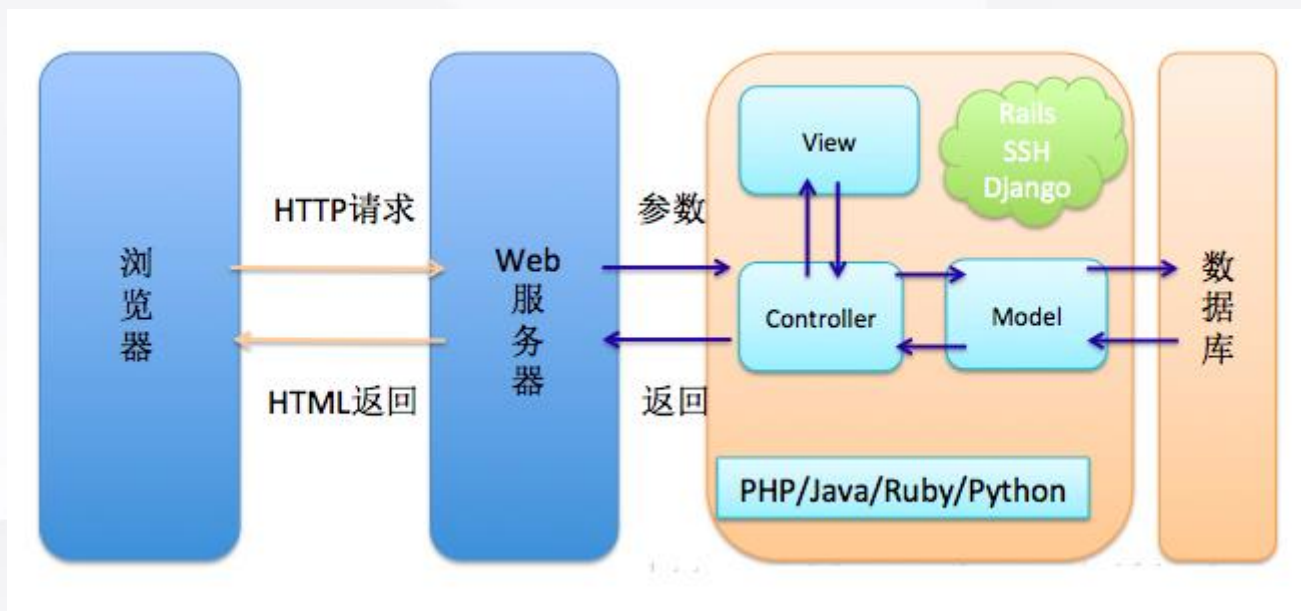 浏览器
HTTP请求
HTML返回
Web
服务器
参数
返回
View
Rails
SSH
Django
Controller
Model
PHP/Java/Ruby/Python
数据库